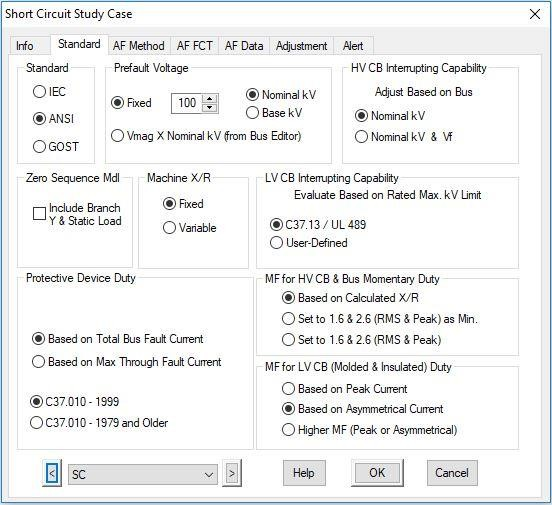 Short Circuit Study Case
Info Standard AF Method AF FCT AF Data Adjustment Alert
Standard
IEC
ANSI
GOST
Prefault Voltage
Fixed 100
Nominal kV
Base kV
Vmag X Nominal kV (from Bus Editor)
HV CB Interrupting Capability
Adjust Based on Bus
Nominal kV
Nominal kV & Vf
Zero Sequence Mdl
Include Branch
Y & Static Load
Machine X/R
Fixed
Variable
LV CB Interrupting Capability
Evaluate Based on Rated Max. kV Limit
C37.13 / UL 489
User-Defined
Protective Device Duty
Based on Total Bus Fault Current
Based on Max Through Fault Current
C37.010 - 1999
C37.010 - 1979 and Older
MF for HV CB & Bus Momentary Duty
Based on Calculated X/R
Set to 1.6 & 2.6 (RMS & Peak) as Min.
Set to 1.6 & 2.6 (RMS & Peak)
MF for LV CB (Molded & Insulated) Duty
Based on Peak Current
Based on Asymmetrical Current
Higher MF (Peak or Asymmetrical)
< SC > Help OK Cancel